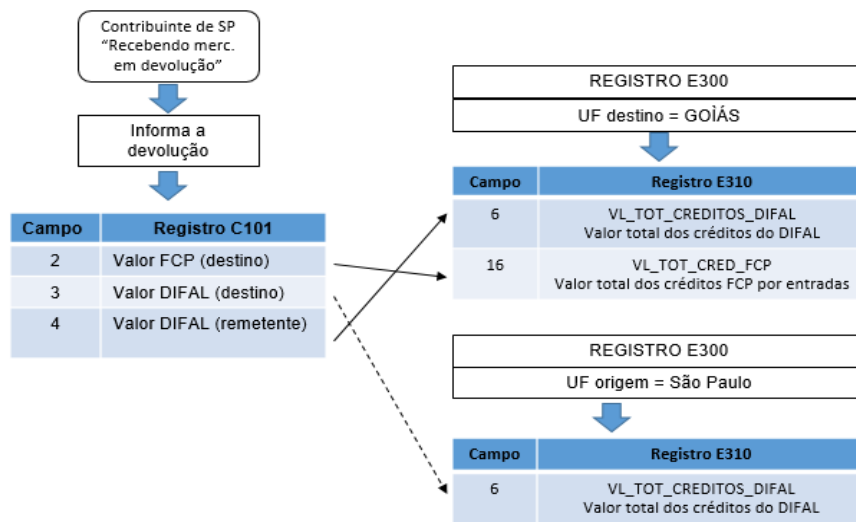 Contribuinte de SP
“Recebendo merc.
em devolução”
Informa a
devolução
Campo Registro C101
2 Valor FCP (destino)
3 Valor DIFAL (destino)
4 Valor DIFAL (remetente)
REGISTRO E300
UF destino = GOÌÁS
Campo Registro E310
6 VL_TOT_CREDITOS_DIFAL
Valor total dos créditos do DIFAL
16 VL_TOT_CRED_FCP
Valor total dos créditos FCP por entradas
REGISTRO E300
UF origem = São Paulo
Campo Registro E310
6 VL_TOT_CREDITOS_DIFAL
Valor total dos créditos do DIFAL